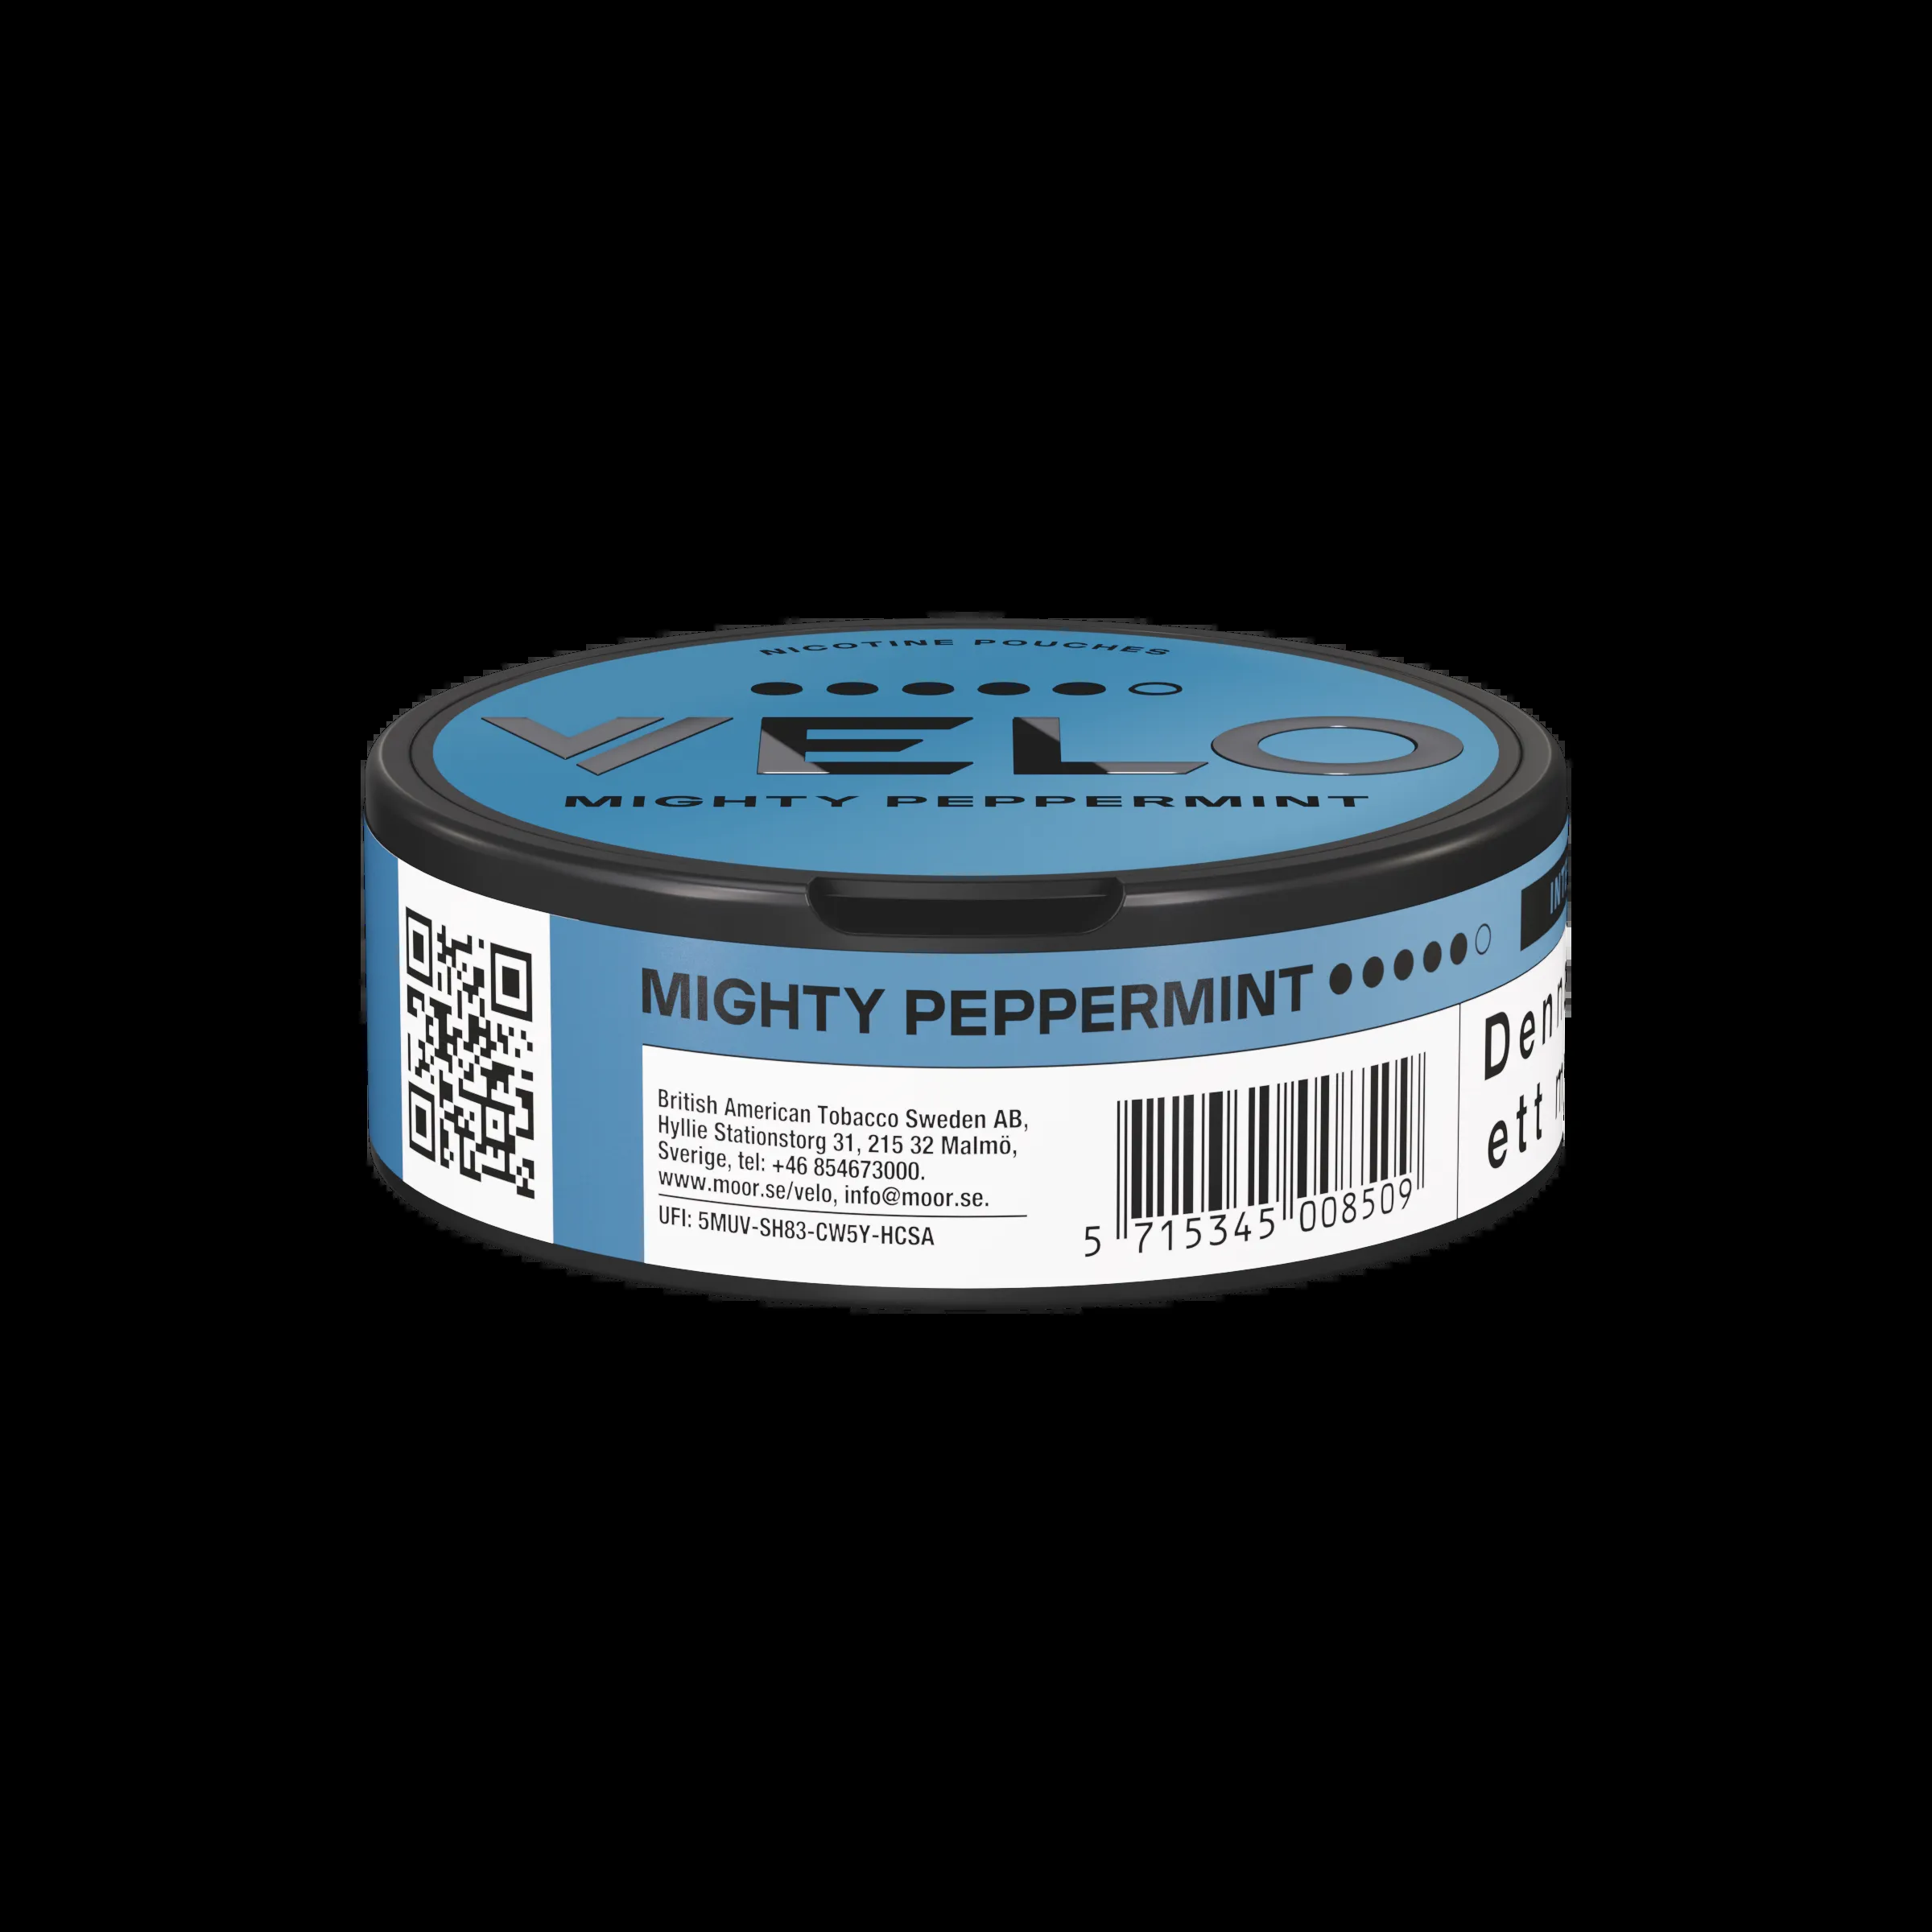 NICOTINE POUCHES
VELO
MIGHTY PEPPERMINT
MIGHTY PEPPERMINT
British American Tobacco Sweden AB,
Hyllie Stationstorg 31, 215 32 Malmö,
Sverige, tel: +46 854673000.
www.moor.se/velo, info@moor.se.
UFI: 5MUV-SH83-CW5Y-HCSA
5 715345 008509
ett